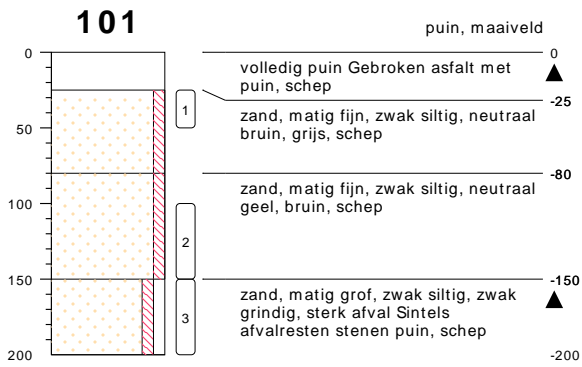 101
puin, maaiveld
0
0
volledig puin Gebroken asfalt met
puin, schep
-25
zand, matig fijn, zwak siltig, neutraal
bruin, grijs, schep
1
50
-80
zand, matig fijn, zwak siltig, neutraal
geel, bruin, schep
100
2
150
-150
zand, matig grof, zwak siltig, zwak
grindig, sterk afval Sintels
afvalresten stenen puin, schep
3
200
-200